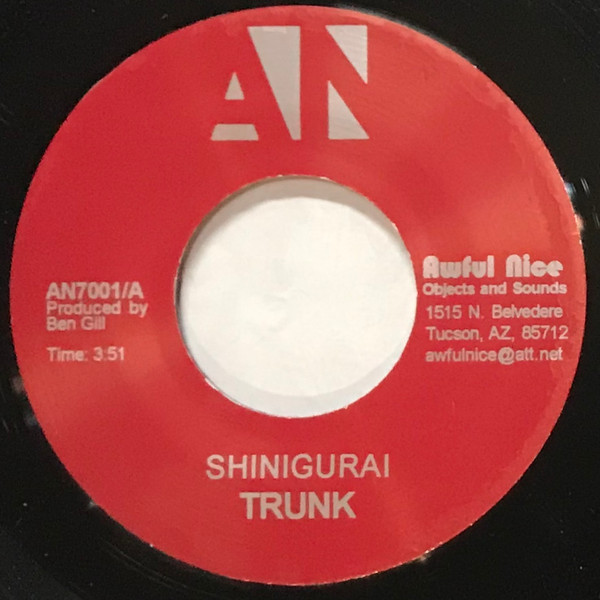 AN
AN7001/A
Produced by
Ben Gill
Time: 3:51
Awful Nice
Objects and Sounds
1515 N. Belvedere
Tucson, AZ, 85712
awfulnice@att.net
SHINIGURAI
TRUNK